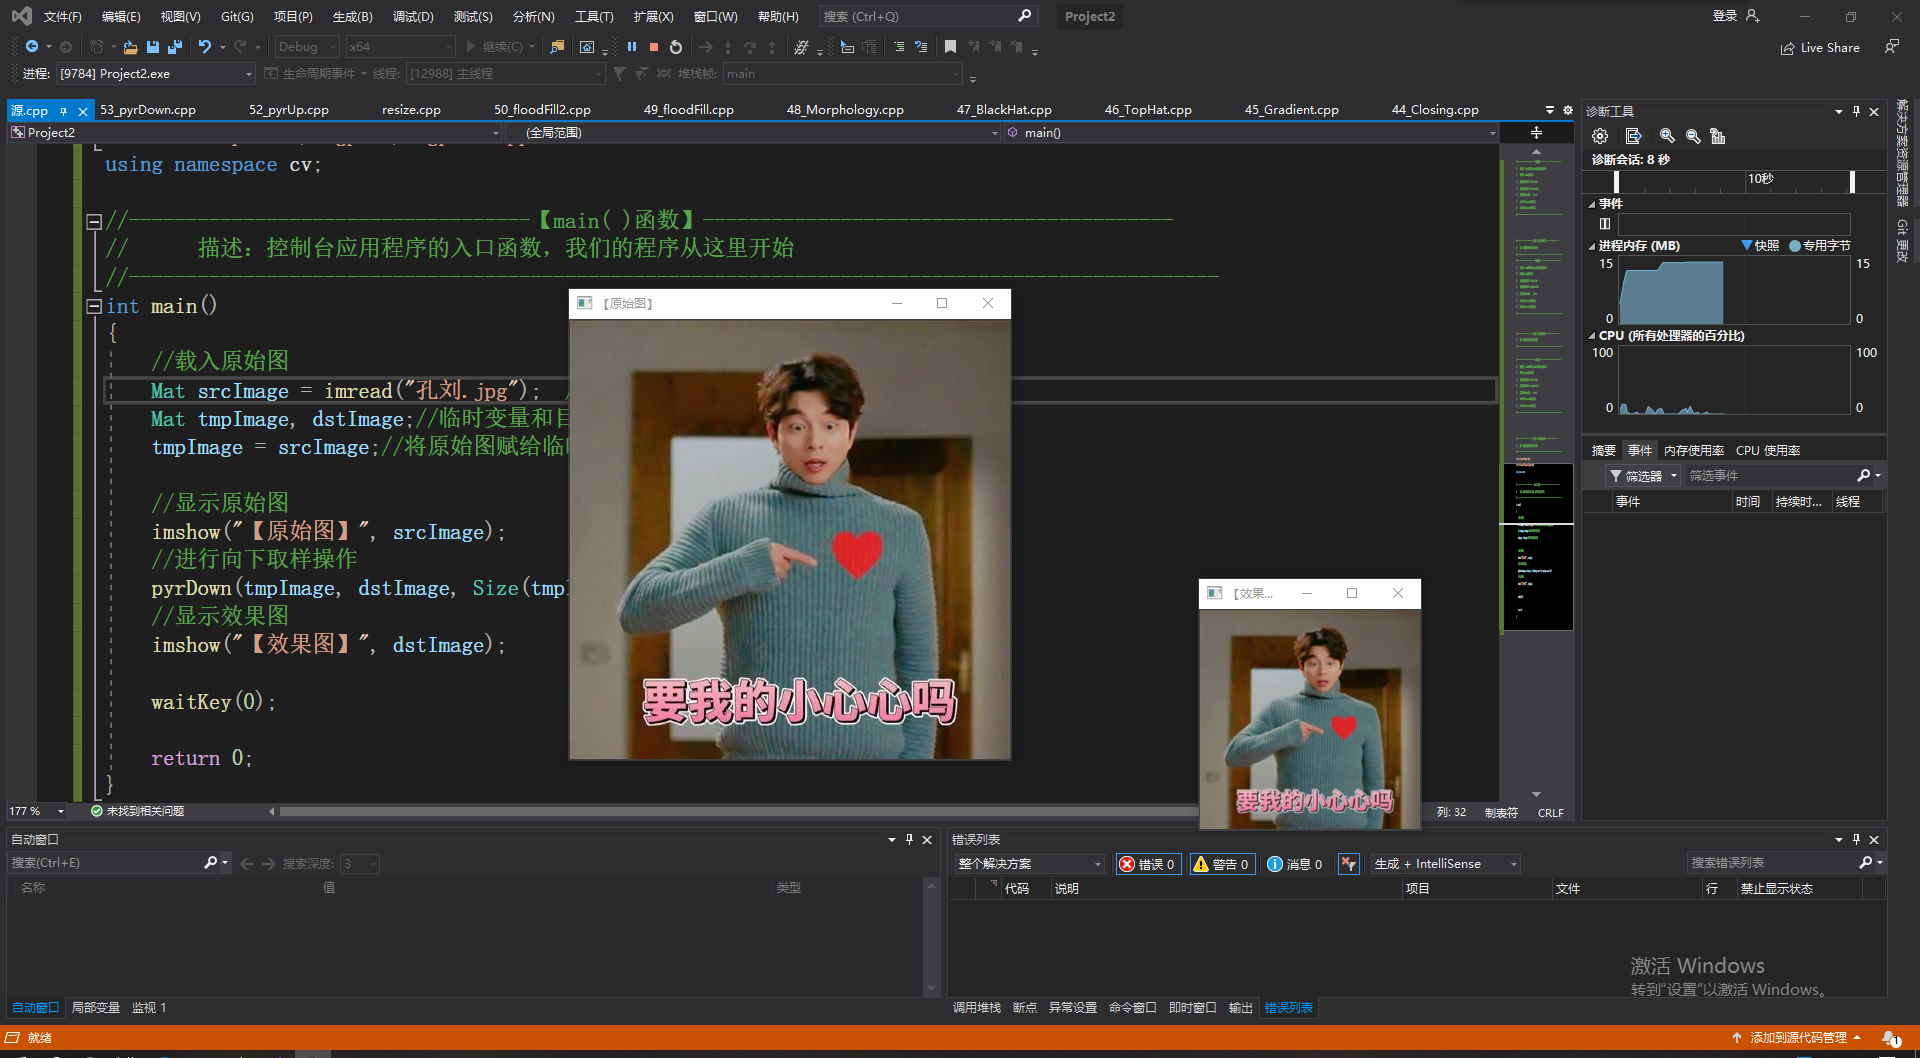 文件(F) 编辑(E) 视图(V) Git(G) 项目(P) 生成(B) 调试(D) 测试(S) 分析(N) 工具(T) 扩展(X) 窗口(W) 帮助(H) 搜索 (Ctrl+Q) Project2 登录
Debug x64 继续(C) Live Share
进程: [9784] Project2.exe 生命周期事件 线程: [12988] 主线程 堆栈帧: main
源.cpp 53_pyrDown.cpp 52_pyrUp.cpp resize.cpp 50_floodFill2.cpp 49_floodFill.cpp 48_Morphology.cpp 47_BlackHat.cpp 46_TopHat.cpp 45_Gradient.cpp 44_Closing.cpp
Project2 (全局范围) main()
using namespace cv;
//-----------------------------------【main( )函数】-----------------------------------------
// 描述: 控制台应用程序的入口函数, 我们的程序从这里开始
//-----------------------------------------------------------------------------------------------
int main()
{
//载入原始图
Mat srcImage = imread("孔刘.jpg");
Mat tmpImage, dstImage;//临时变量和目
tmpImage = srcImage;//将原始图赋给临
//显示原始图
imshow("【原始图】", srcImage);
//进行向下取样操作
pyrDown(tmpImage, dstImage, Size(tmpI
//显示效果图
imshow("【效果图】", dstImage);
waitKey(0);
return 0;
}
【原始图】
要我的小心心吗
【效果...
要我的小心心吗
177 % 未找到相关问题 列: 32 制表符 CRLF
诊断工具
诊断会话: 8 秒
10秒
事件
进程内存 (MB) 快照 专用字节
15 15
0 0
CPU (所有处理器的百分比)
100 100
0 0
摘要 事件 内存使用率 CPU 使用率
筛选器 筛选事件
事件 时间 持续时... 线程
解决方案资源管理器
Git 更改
自动窗口
搜索(Ctrl+E) 搜索深度: 3
名称 值 类型
自动窗口 局部变量 监视 1
错误列表
整个解决方案 错误 0 警告 0 消息 0 生成 + IntelliSense 搜索错误列表
代码 说明 项目 文件 行 禁止显示状态
激活 Windows
转到“设置”以激活 Windows。
调用堆栈 断点 异常设置 命令窗口 即时窗口 输出 错误列表
就绪 添加到源代码管理 1